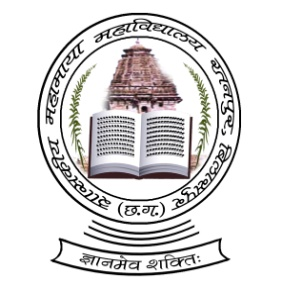 शासकीय महामाया महाविद्यालय रतनपुर, बिलासपुर
(छ.ग.)
ज्ञानमेव शक्तिः